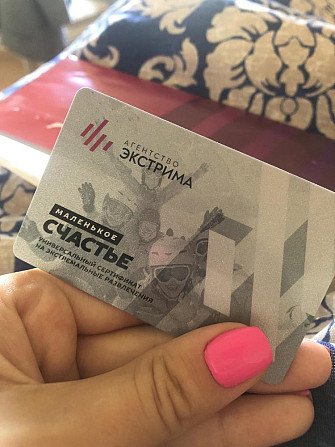 АГЕНТСТВО
ЭКСТРИМА
МАЛЕНЬКОЕ
СЧАСТЬЕ
УНИВЕРСАЛЬНЫЙ СЕРТИФИКАТ
НА ЭКСТРЕМАЛЬНЫЕ РАЗВЛЕЧЕНИЯ